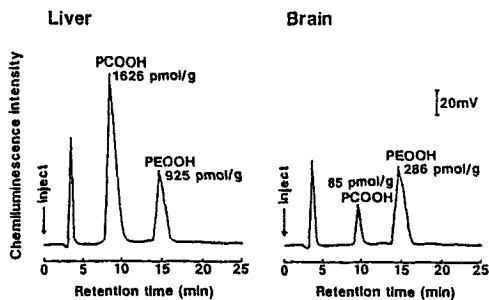 Liver
Brain
Chemiluminescence intensity
PCOOH
1626 pmol/g
PEOOH
925 pmol/g
inject
0 5 10 15 20 25
Retention time (min)
20mV
PEOOH
286 pmol/g
85 pmol/g
PCOOH
inject
0 5 10 15 20 25
Retention time (min)